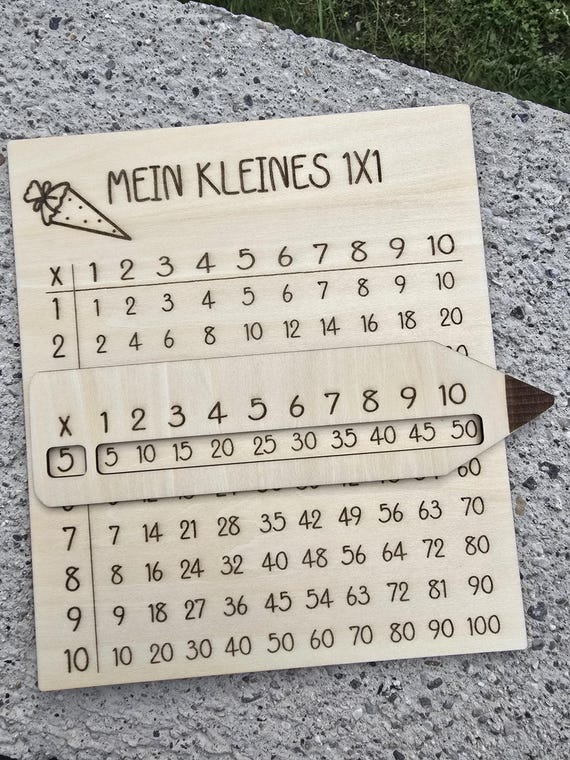 MEIN KLEINES 1X1
X 1 2 3 4 5 6 7 8 9 10
1 1 2 3 4 5 6 7 8 9 10
2 2 4 6 8 10 12 14 16 18 20
X 1 2 3 4 5 6 7 8 9 10
5 5 10 15 20 25 30 35 40 45 50
60
7 7 14 21 28 35 42 49 56 63 70
8 8 16 24 32 40 48 56 64 72 80
9 9 18 27 36 45 54 63 72 81 90
10 10 20 30 40 50 60 70 80 90 100